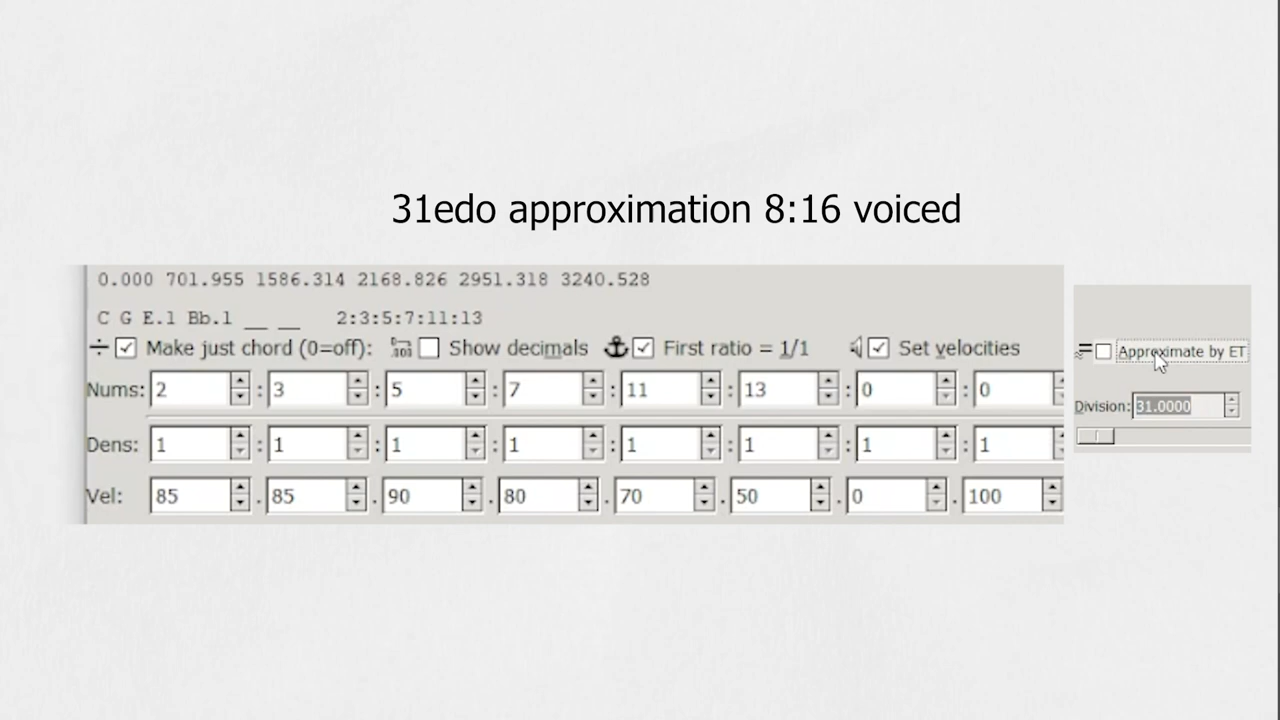 31edo approximation 8:16 voiced
0.000 701.955 1586.314 2168.826 2951.318 3240.528
C G E.1 Bb.1 __ __ 2:3:5:7:11:13
Make just chord (0=off): Show decimals First ratio = 1/1 Set velocities
Approximate by ET
Nums: 2 : 3 : 5 : 7 : 11 : 13 : 0 : 0
Division: 31.0000
Dens: 1 : 1 : 1 : 1 : 1 : 1 : 1 : 1
Vel: 85 . 85 . 90 . 80 . 70 . 50 . 0 . 100